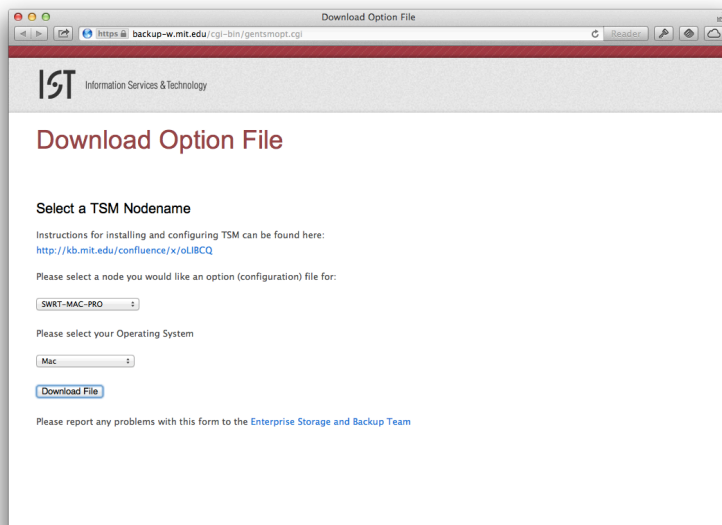 Download Option File
https backup-w.mit.edu/cgi-bin/gentsmopt.cgi
Reader
IST Information Services & Technology
Download Option File
Select a TSM Nodename
Instructions for installing and configuring TSM can be found here:
http://kb.mit.edu/confluence/x/oLIBCQ
Please select a node you would like an option (configuration) file for:
SWRT-MAC-PRO
Please select your Operating System
Mac
Download File
Please report any problems with this form to the Enterprise Storage and Backup Team